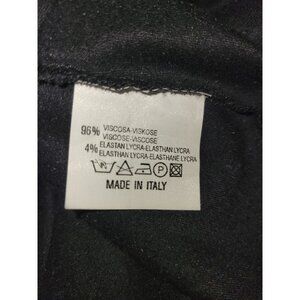 96% VISCOSA-VISKOSE
VISCOSE-VISCOSE
4% ELASTAN LYCRA-ELASTHAN LYCRA
ELASTHAN LYCRA-ELASTHANE LYCRA
P
MADE IN ITALY